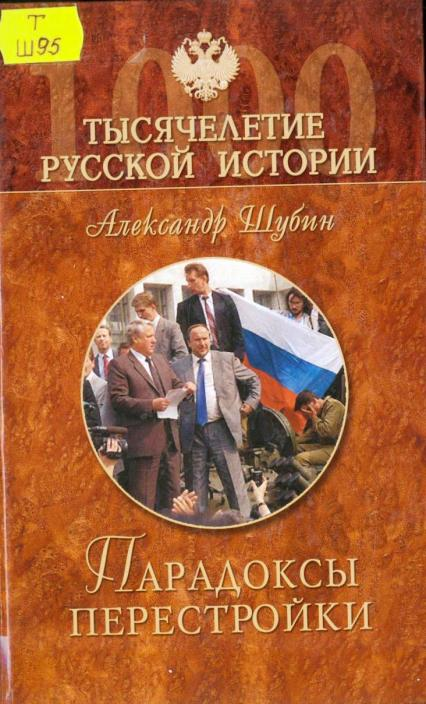 Т
Ш95
1000
ТЫСЯЧЕЛЕТИЕ
РУССКОЙ ИСТОРИИ
Александр Шубин
ПАРАДОКСЫ
ПЕРЕСТРОЙКИ